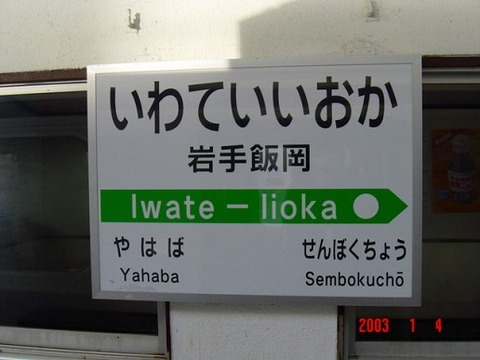 いわていいおか
岩手飯岡
Iwate − Iioka
やはば せんぼくちょう
Yahaba Sembokuchō
2003 1 4